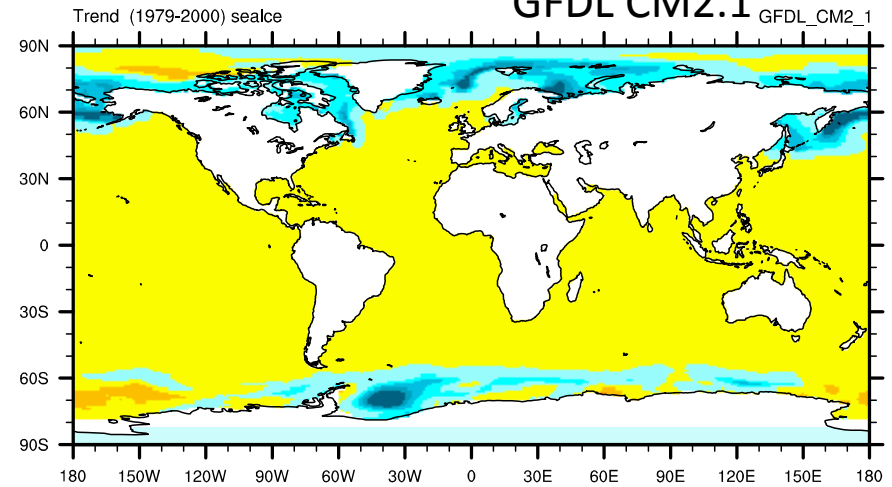 GFDL CM2.1
Trend (1979-2000) seaIce
GFDL_CM2_1
90N
60N
30N
0
30S
60S
90S
180 150W 120W 90W 60W 30W 0 30E 60E 90E 120E 150E 180